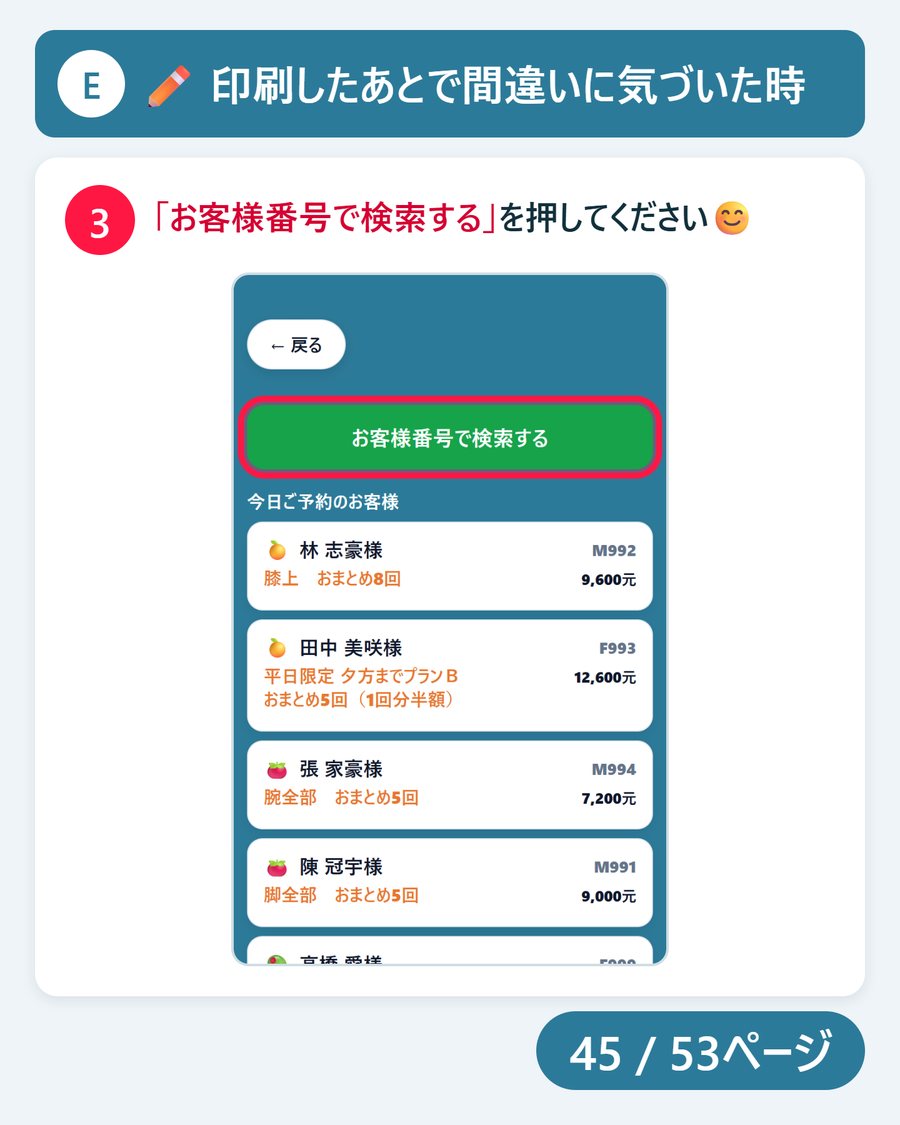 E ✏️ 印刷したあとで間違いに気づいた時
3 「お客様番号で検索する」を押してください😊
← 戻る
お客様番号で検索する
今日ご予約のお客様
🍊 林 志豪様 M992
膝上　おまとめ8回 9,600元
🍊 田中 美咲様 F993
平日限定 夕方までプランB 12,600元
おまとめ5回（1回分半額）
🍅 張 家豪様 M994
腕全部　おまとめ5回 7,200元
🍅 陳 冠宇様 M991
脚全部　おまとめ5回 9,000元
高橋 愛様
45 / 53ページ